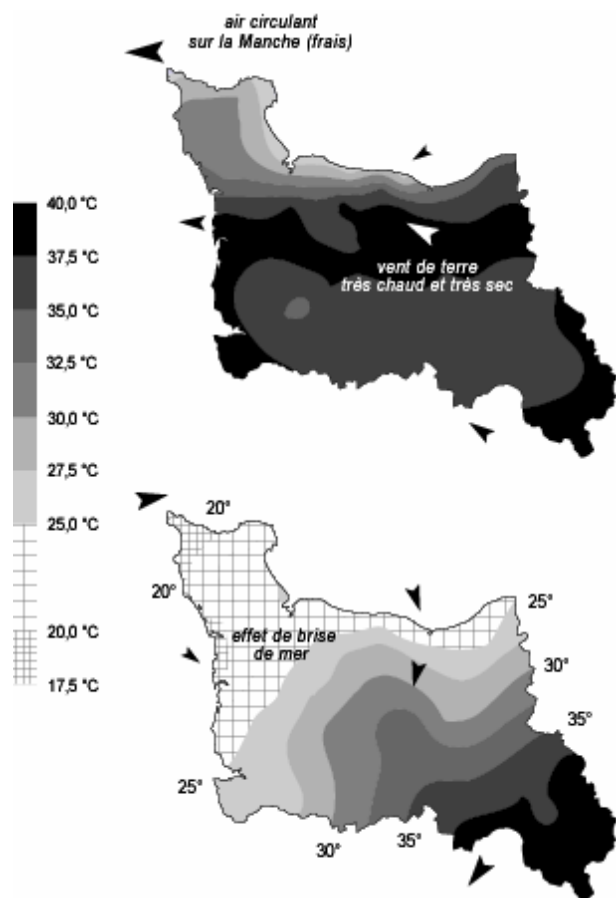 air circulant
sur la Manche (frais)
40,0 °C
37,5 °C
35,0 °C
32,5 °C
30,0 °C
27,5 °C
25,0 °C
20,0 °C
17,5 °C
vent de terre
très chaud et très sec
20°
20°
effet de brise
de mer
25°
30°
35°
25°
30°
35°